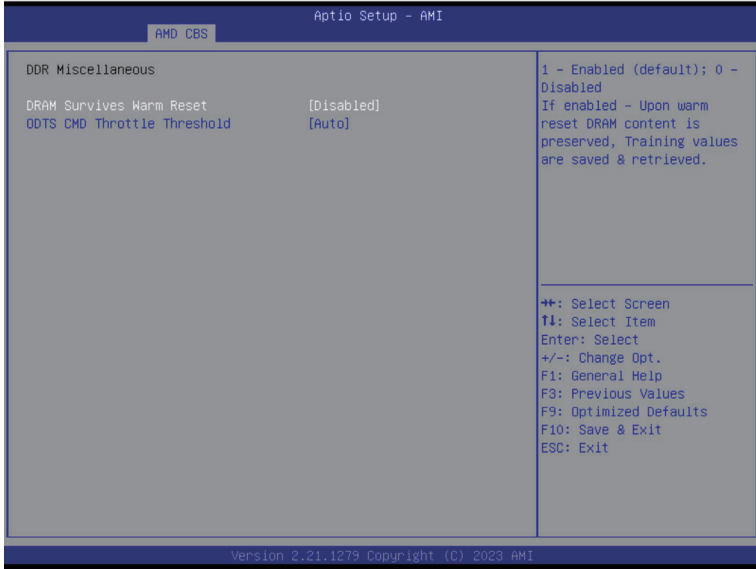 Aptio Setup - AMI
AMD CBS
DDR Miscellaneous
DRAM Survives Warm Reset [Disabled]
ODTS CMD Throttle Threshold [Auto]
1 - Enabled (default); 0 -
Disabled
If enabled - Upon warm
reset DRAM content is
preserved, Training values
are saved & retrieved.
→←: Select Screen
↑↓: Select Item
Enter: Select
+/-: Change Opt.
F1: General Help
F3: Previous Values
F9: Optimized Defaults
F10: Save & Exit
ESC: Exit
Version 2.21.1279 Copyright (C) 2023 AMI